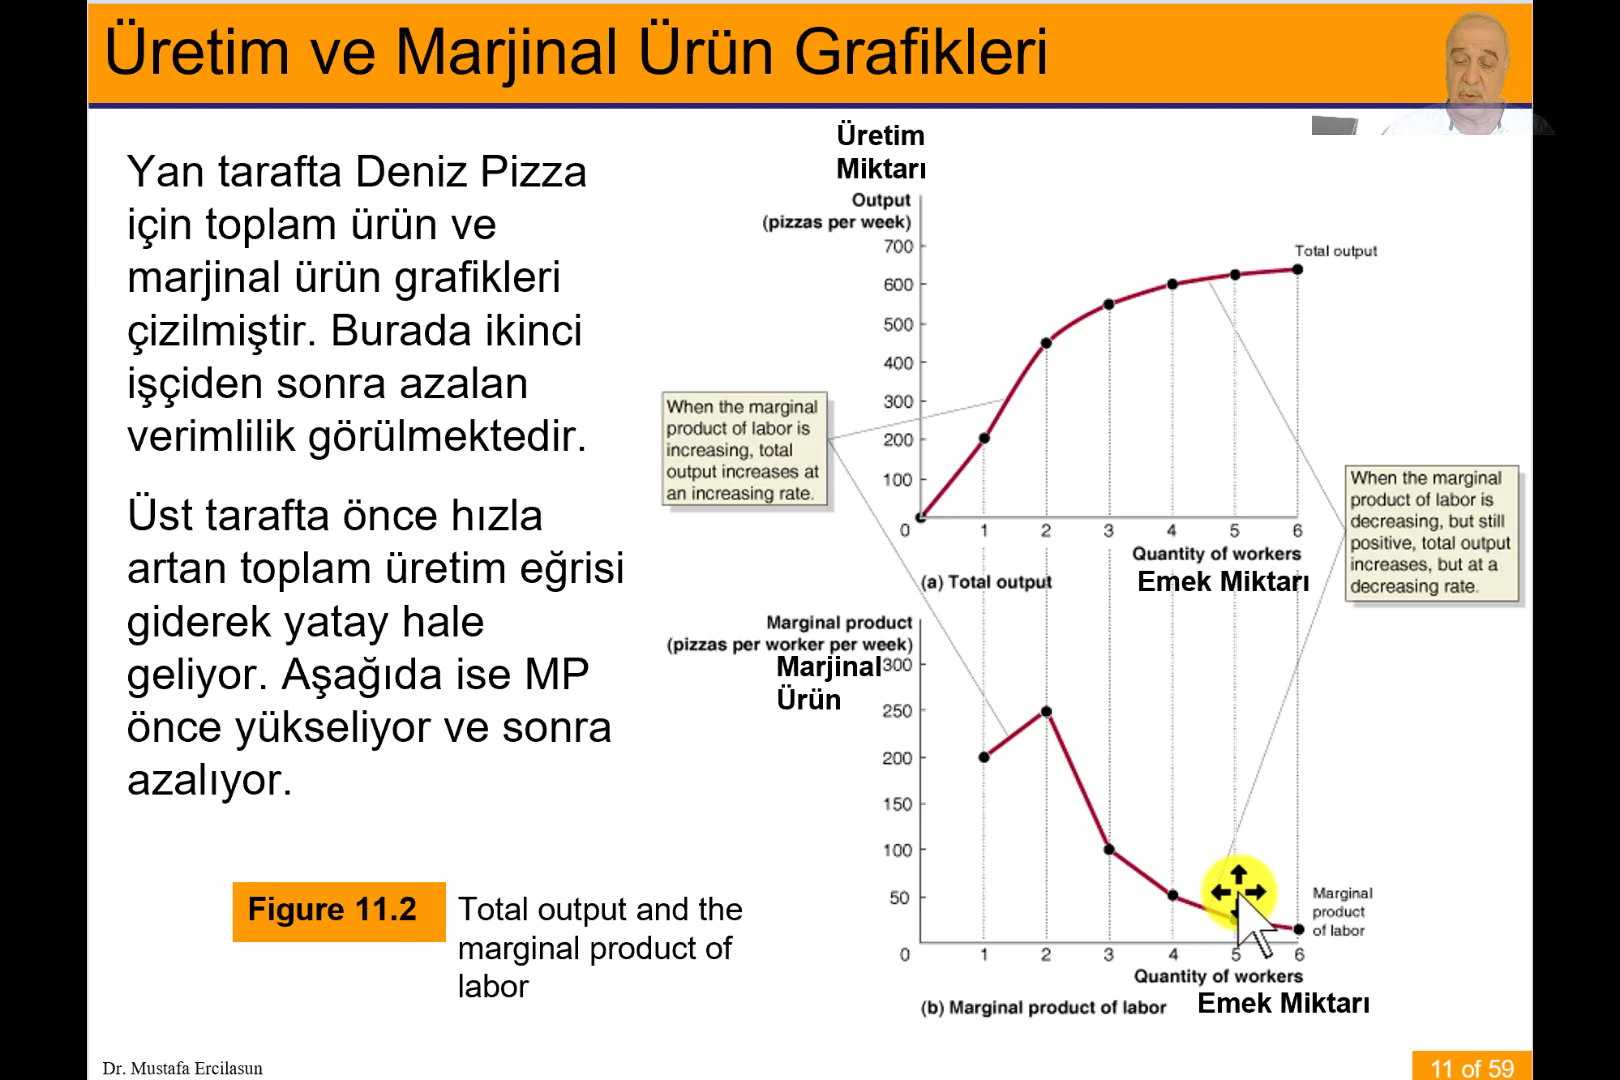 Üretim ve Marjinal Ürün Grafikleri
Yan tarafta Deniz Pizza
için toplam ürün ve
marjinal ürün grafikleri
çizilmiştir. Burada ikinci
işçiden sonra azalan
verimlilik görülmektedir.
Üst tarafta önce hızla
artan toplam üretim eğrisi
giderek yatay hale
geliyor. Aşağıda ise MP
önce yükseliyor ve sonra
azalıyor.
Figure 11.2
Total output and the
marginal product of
labor
Üretim
Miktarı
Output
(pizzas per week)
700
600
500
400
300
200
100
0
1 2 3 4 5 6
Total output
Quantity of workers
(a) Total output
Emek Miktarı
When the marginal
product of labor is
increasing, total
output increases at
an increasing rate.
When the marginal
product of labor is
decreasing, but still
positive, total output
increases, but at a
decreasing rate.
Marginal product
(pizzas per worker per week)
Marjinal
Ürün
300
250
200
150
100
50
0
1 2 3 4 5 6
Marginal
product
of labor
Quantity of workers
(b) Marginal product of labor
Emek Miktarı
Dr. Mustafa Ercilasun
11 of 59